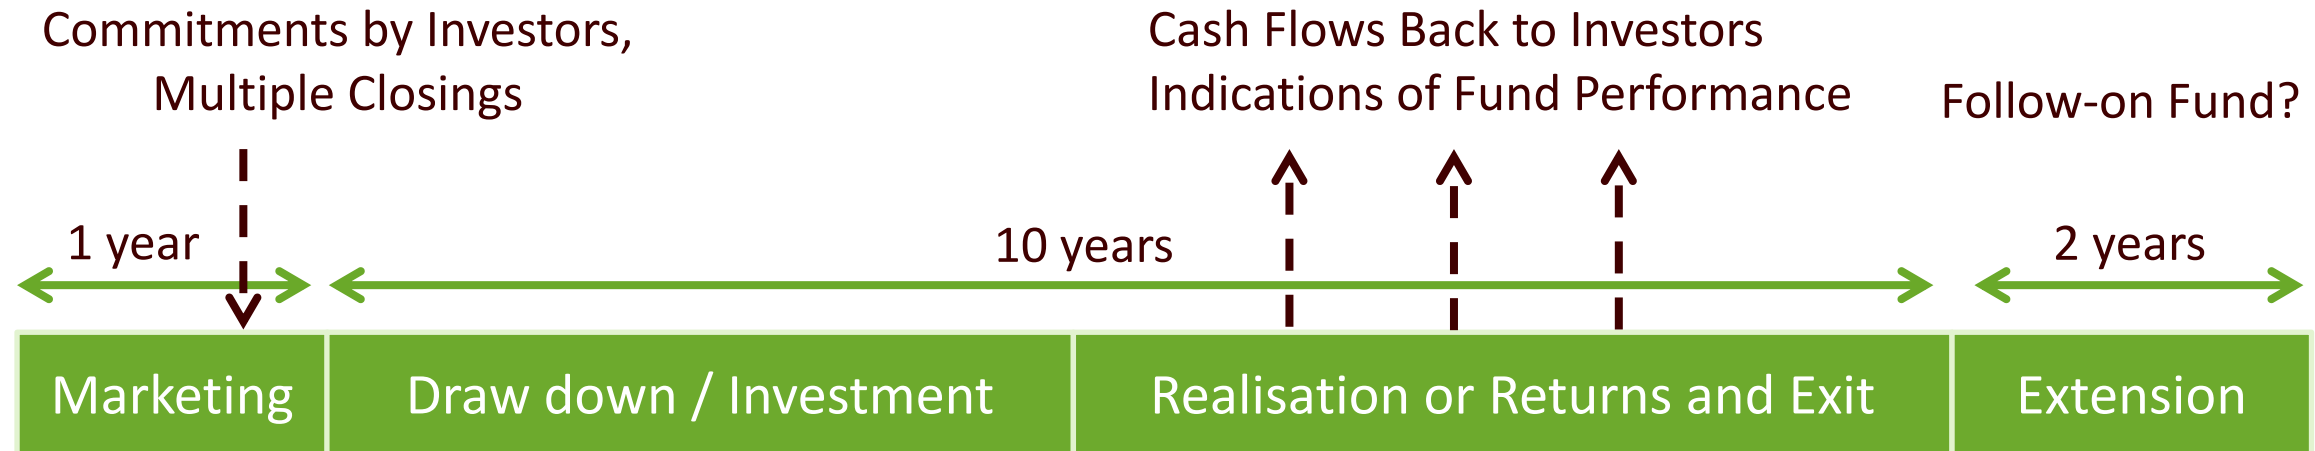 Commitments by Investors,
Multiple Closings
Cash Flows Back to Investors
Indications of Fund Performance
Follow-on Fund?
1 year
10 years
2 years
Marketing
Draw down / Investment
Realisation or Returns and Exit
Extension